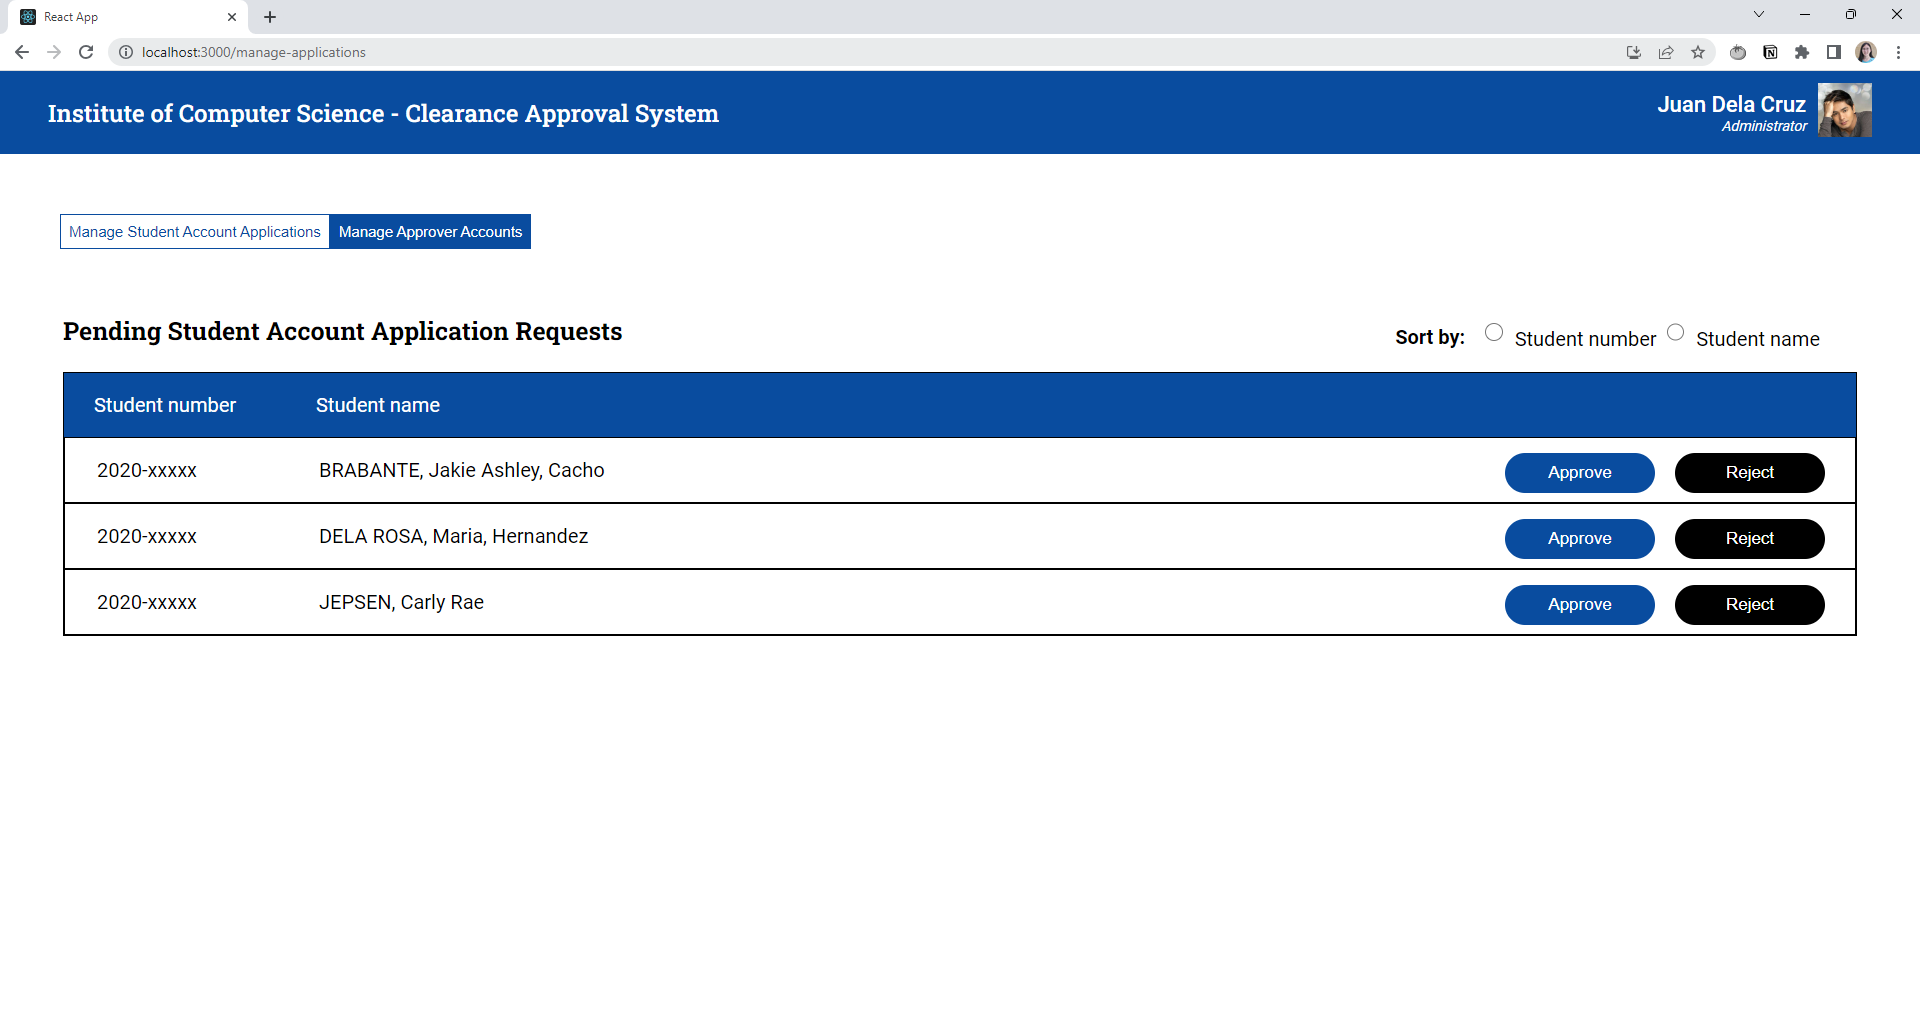 React App
localhost:3000/manage-applications
Institute of Computer Science - Clearance Approval System
Juan Dela Cruz
Administrator
Manage Student Account Applications Manage Approver Accounts
Pending Student Account Application Requests
Sort by: Student number Student name
Student number Student name
2020-xxxxx BRABANTE, Jakie Ashley, Cacho Approve Reject
2020-xxxxx DELA ROSA, Maria, Hernandez Approve Reject
2020-xxxxx JEPSEN, Carly Rae Approve Reject